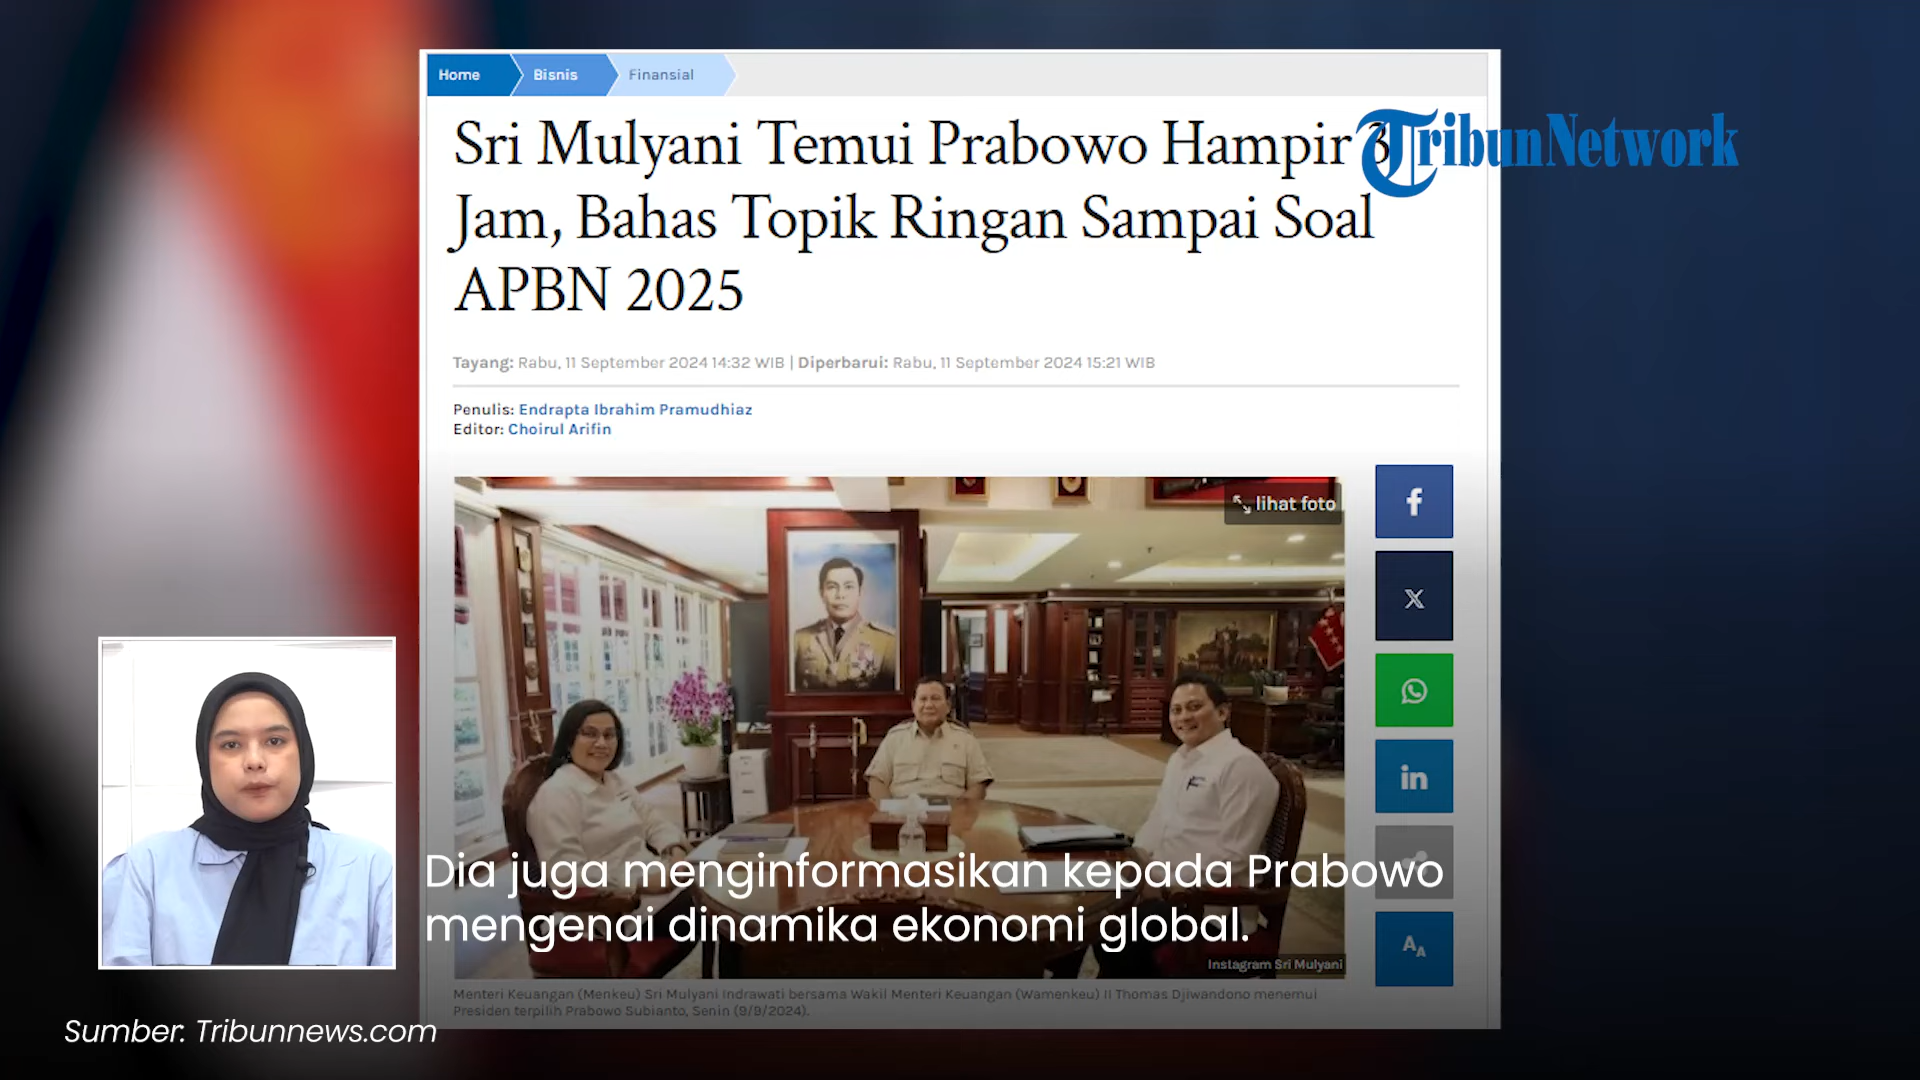 Home Bisnis Finansial
Sri Mulyani Temui Prabowo Hampir 3
TribunNetwork
Jam, Bahas Topik Ringan Sampai Soal
APBN 2025
Tayang: Rabu, 11 September 2024 14:32 WIB | Diperbarui: Rabu, 11 September 2024 15:21 WIB
Penulis: Endrapta Ibrahim Pramudhiaz
Editor: Choirul Arifin
lihat foto
f
X
in
Dia juga menginformasikan kepada Prabowo
mengenai dinamika ekonomi global.
AA
Instagram Sri Mulyani
Menteri Keuangan (Menkeu) Sri Mulyani Indrawati bersama Wakil Menteri Keuangan (Wamenkeu) II Thomas Djiwandono menemui
Presiden terpilih Prabowo Subianto, Senin (9/9/2024).
Sumber: Tribunnews.com